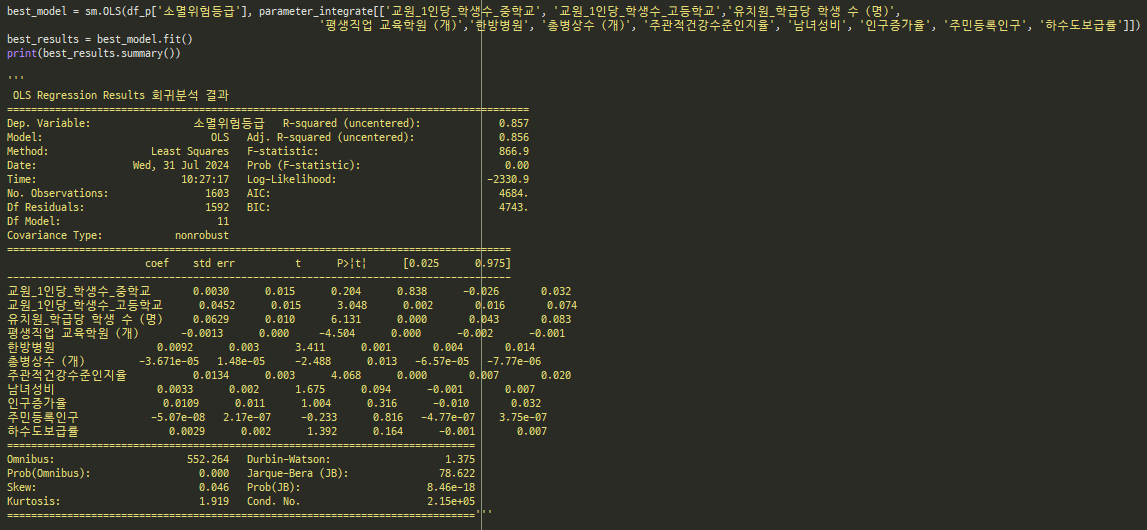 best_model = sm.OLS(df_p['소멸위험등급'], parameter_integrate[['교원_1인당_학생수_중학교', '교원_1인당_학생수_고등학교','유치원_학급당 학생 수 (명)',
'평생직업 교육학원 (개)','한방병원', '총병상수 (개)', '주관적건강수준인지율', '남녀성비', '인구증가율', '주민등록인구', '하수도보급률']])
best_results = best_model.fit()
print(best_results.summary())
'''
OLS Regression Results 회귀분석 결과
==============================================================================
Dep. Variable: 소멸위험등급 R-squared (uncentered): 0.857
Model: OLS Adj. R-squared (uncentered): 0.856
Method: Least Squares F-statistic: 866.9
Date: Wed, 31 Jul 2024 Prob (F-statistic): 0.00
Time: 10:27:17 Log-Likelihood: -2330.9
No. Observations: 1603 AIC: 4684.
Df Residuals: 1592 BIC: 4743.
Df Model: 11
Covariance Type: nonrobust
==============================================================================
coef std err t P>|t| [0.025 0.975]
------------------------------------------------------------------------------
교원_1인당_학생수_중학교 0.0030 0.015 0.204 0.838 -0.026 0.032
교원_1인당_학생수_고등학교 0.0452 0.015 3.048 0.002 0.016 0.074
유치원_학급당 학생 수 (명) 0.0629 0.010 6.131 0.000 0.043 0.083
평생직업 교육학원 (개) -0.0013 0.000 -4.504 0.000 -0.002 -0.001
한방병원 0.0092 0.003 3.411 0.001 0.004 0.014
총병상수 (개) -3.671e-05 1.48e-05 -2.488 0.013 -6.57e-05 -7.77e-06
주관적건강수준인지율 0.0134 0.003 4.068 0.000 0.007 0.020
남녀성비 0.0033 0.002 1.675 0.094 -0.001 0.007
인구증가율 0.0109 0.011 1.004 0.316 -0.010 0.032
주민등록인구 -5.07e-08 2.17e-07 -0.233 0.816 -4.77e-07 3.75e-07
하수도보급률 0.0029 0.002 1.392 0.164 -0.001 0.007
==============================================================================
Omnibus: 552.264 Durbin-Watson: 1.375
Prob(Omnibus): 0.000 Jarque-Bera (JB): 78.622
Skew: 0.046 Prob(JB): 8.46e-18
Kurtosis: 1.919 Cond. No. 2.15e+05
=============================================================================='''